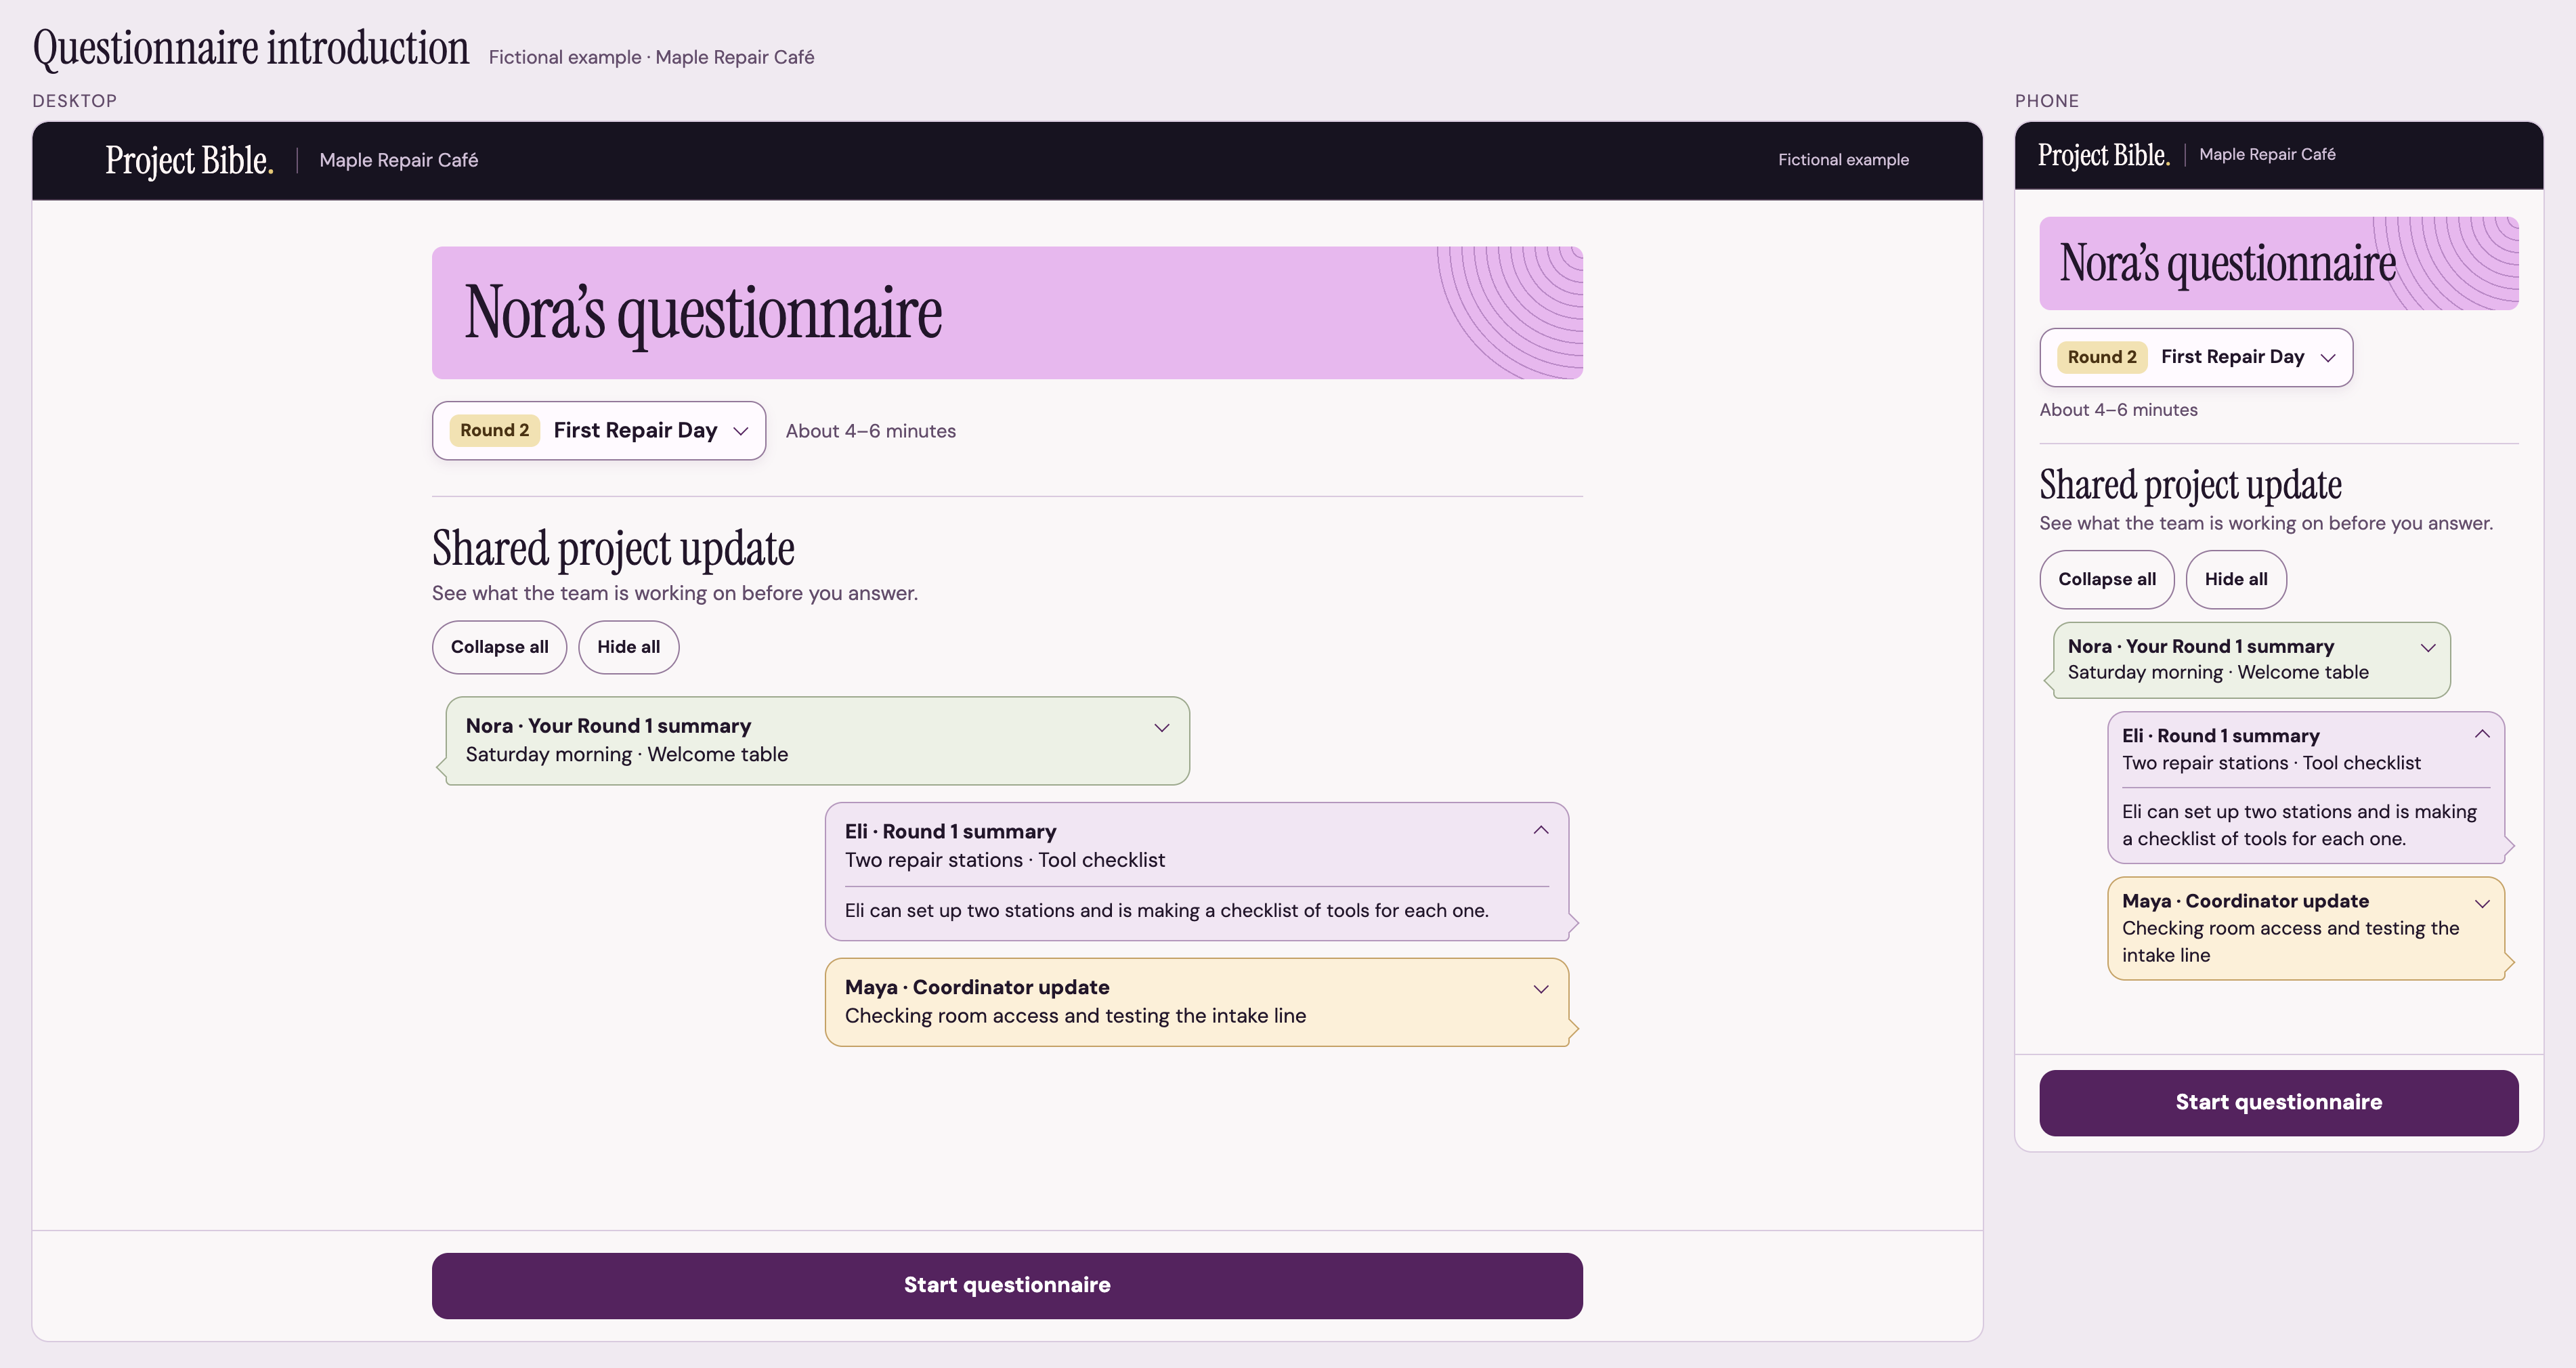 Questionnaire introduction
Fictional example · Maple Repair Café
DESKTOP
Project Bible.
Maple Repair Café
Fictional example
Nora’s questionnaire
Round 2
First Repair Day
About 4–6 minutes
Shared project update
See what the team is working on before you answer.
Collapse all
Hide all
Nora · Your Round 1 summary
Saturday morning · Welcome table
Eli · Round 1 summary
Two repair stations · Tool checklist
Eli can set up two stations and is making a checklist of tools for each one.
Maya · Coordinator update
Checking room access and testing the intake line
Start questionnaire
PHONE
Project Bible.
Maple Repair Café
Nora’s questionnaire
Round 2
First Repair Day
About 4–6 minutes
Shared project update
See what the team is working on before you answer.
Collapse all
Hide all
Nora · Your Round 1 summary
Saturday morning · Welcome table
Eli · Round 1 summary
Two repair stations · Tool checklist
Eli can set up two stations and is making
a checklist of tools for each one.
Maya · Coordinator update
Checking room access and testing the
intake line
Start questionnaire